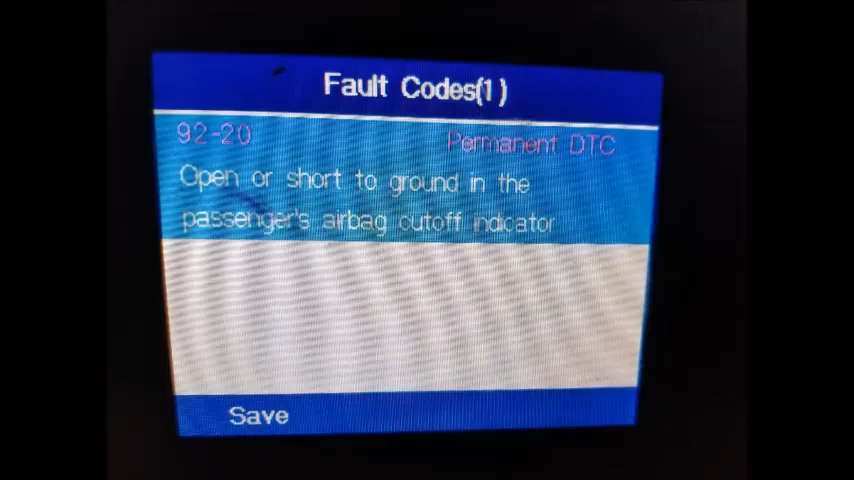 Fault Codes(1)
92-20 Permanent DTC
Open or short to ground in the
passenger's airbag cutoff indicator
Save